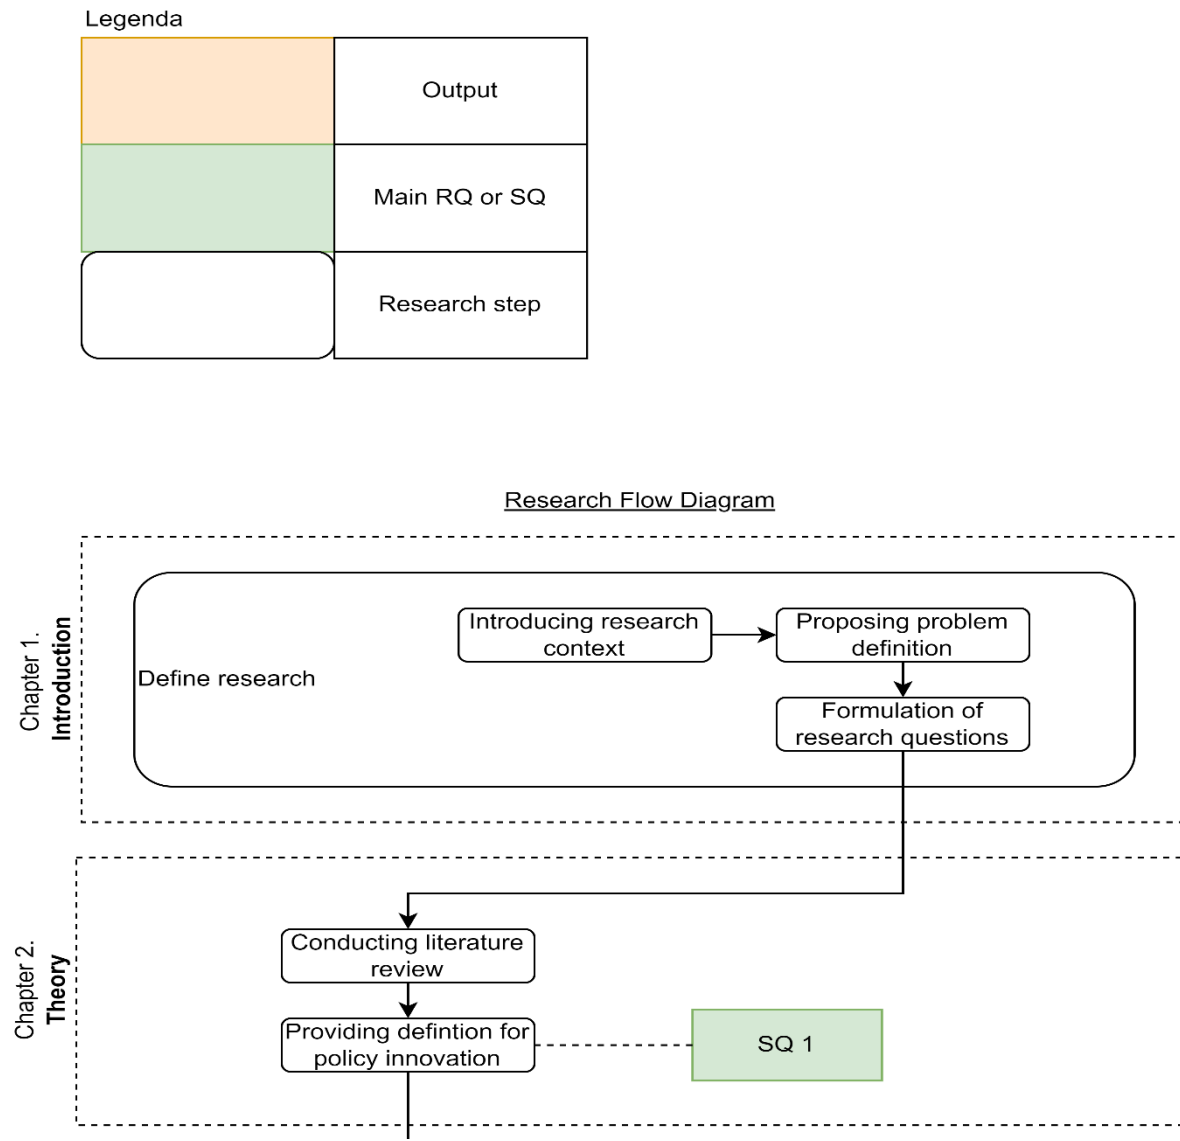 Legenda
Output
Main RQ or SQ
Research step
Research Flow Diagram
Chapter 1.
Introduction
Define research
Introducing research
context
Proposing problem
definition
Formulation of
research questions
Chapter 2.
Theory
Conducting literature
review
Providing defintion for
policy innovation
SQ 1